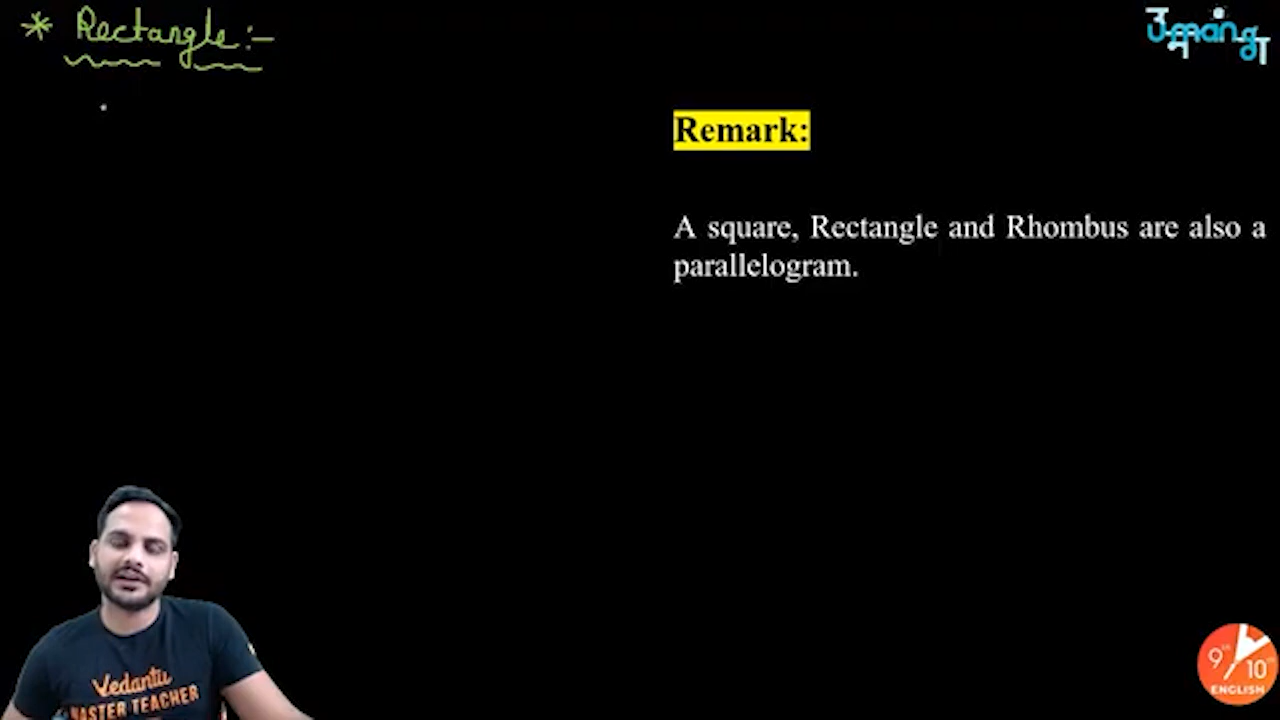 * Rectangle:-
उमंग
Remark:
A square, Rectangle and Rhombus are also a
parallelogram.
Vedantu
MASTER TEACHER
9th 10th
ENGLISH